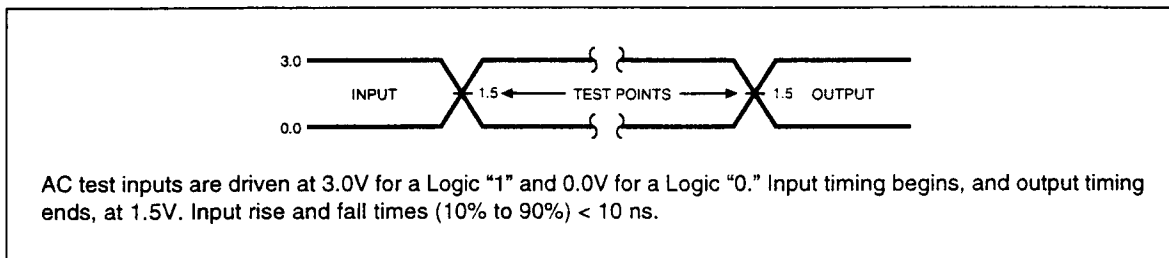 3.0
INPUT 1.5 TEST POINTS 1.5 OUTPUT
0.0
AC test inputs are driven at 3.0V for a Logic “1” and 0.0V for a Logic “0.” Input timing begins, and output timing
ends, at 1.5V. Input rise and fall times (10% to 90%) < 10 ns.